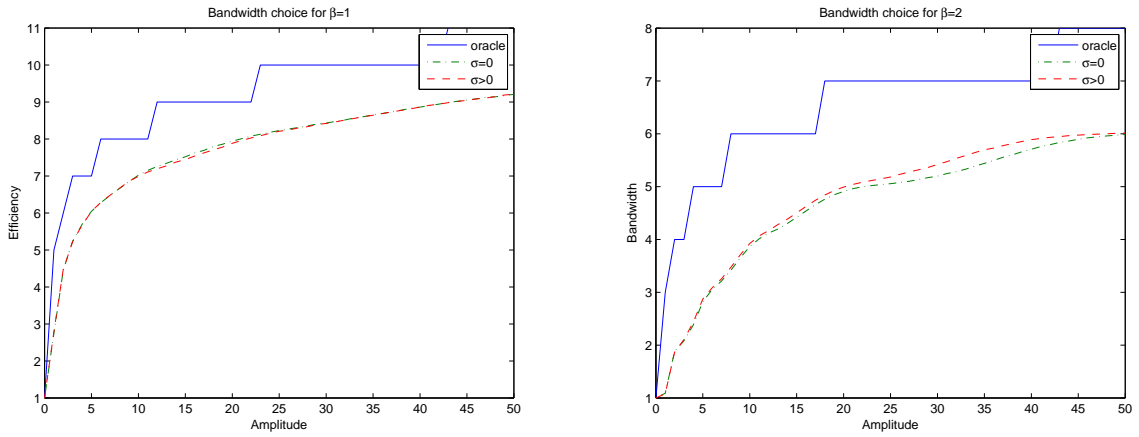 Bandwidth choice for β=1
11
10
9
8
7
6
5
4
3
2
1
Efficiency
0 5 10 15 20 25 30 35 40 45 50
Amplitude
oracle
σ=0
σ>0
Bandwidth choice for β=2
8
7
6
5
4
3
2
1
Bandwidth
0 5 10 15 20 25 30 35 40 45 50
Amplitude
oracle
σ=0
σ>0